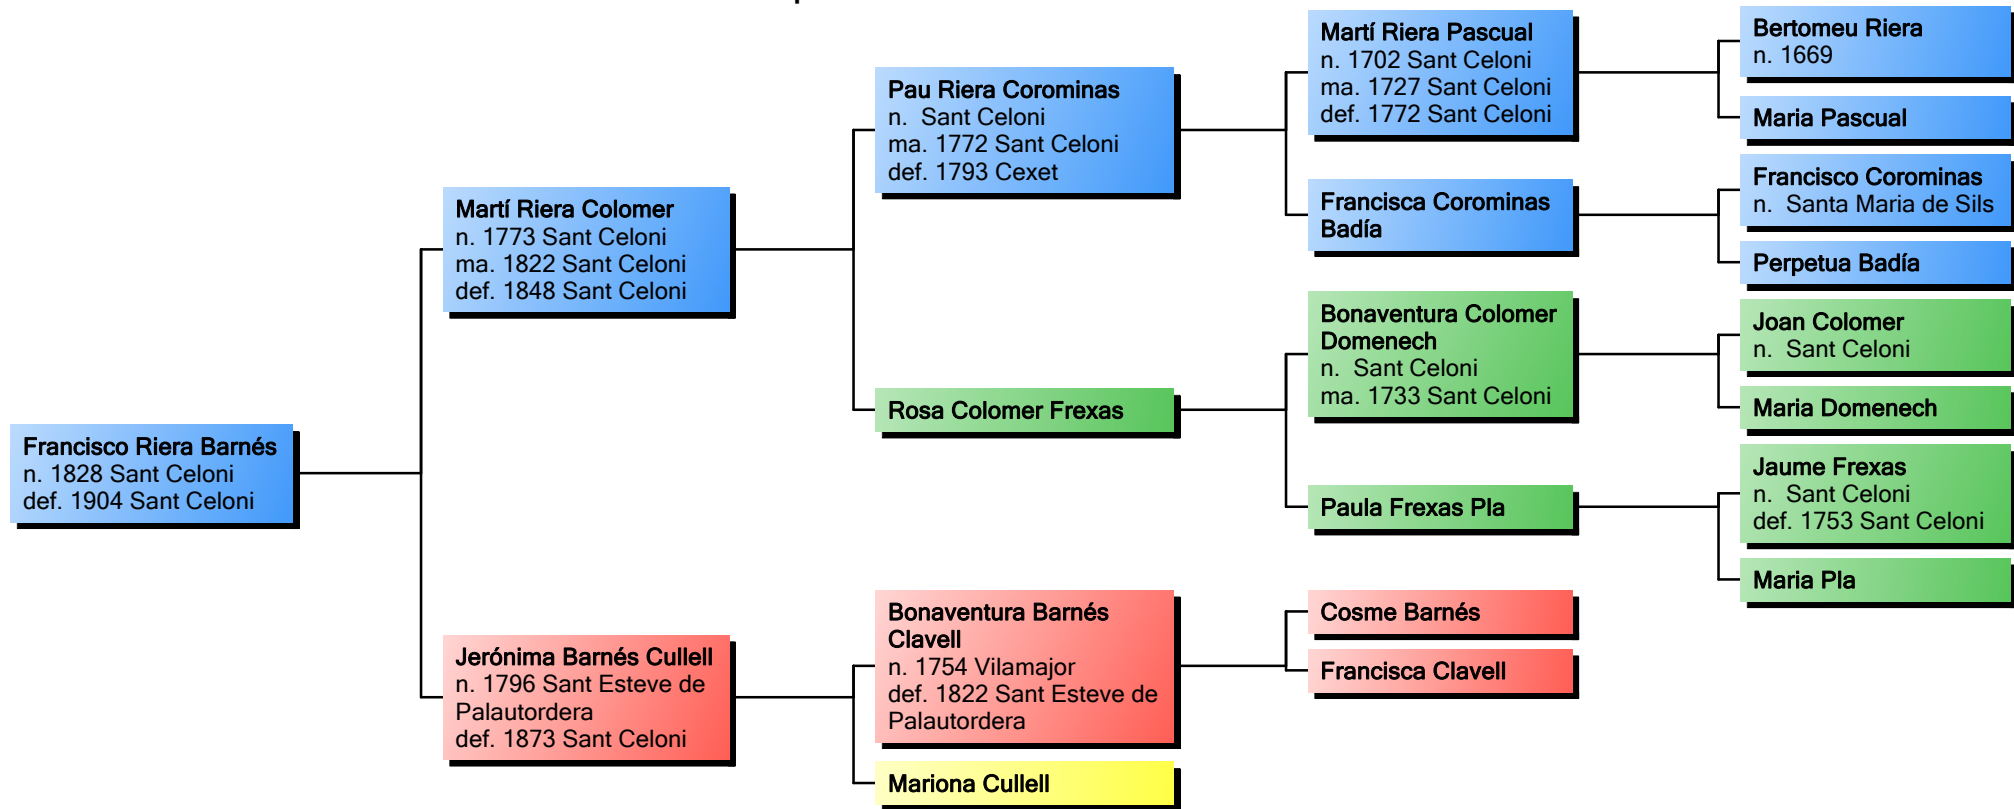 Francisco Riera Barnés
n. 1828 Sant Celoni
def. 1904 Sant Celoni
Martí Riera Colomer
n. 1773 Sant Celoni
ma. 1822 Sant Celoni
def. 1848 Sant Celoni
Jerónima Barnés Cullell
n. 1796 Sant Esteve de
Palautordera
def. 1873 Sant Celoni
Pau Riera Corominas
n.  Sant Celoni
ma. 1772 Sant Celoni
def. 1793 Cexet
Rosa Colomer Frexas
Bonaventura Barnés
Clavell
n. 1754 Vilamajor
def. 1822 Sant Esteve de
Palautordera
Mariona Cullell
Martí Riera Pascual
n. 1702 Sant Celoni
ma. 1727 Sant Celoni
def. 1772 Sant Celoni
Francisca Corominas
Badía
Bonaventura Colomer
Domenech
n.  Sant Celoni
ma. 1733 Sant Celoni
Paula Frexas Pla
Cosme Barnés
Francisca Clavell
Bertomeu Riera
n. 1669
Maria Pascual
Francisco Corominas
n.  Santa Maria de Sils
Perpetua Badía
Joan Colomer
n.  Sant Celoni
Maria Domenech
Jaume Frexas
n.  Sant Celoni
def. 1753 Sant Celoni
Maria Pla